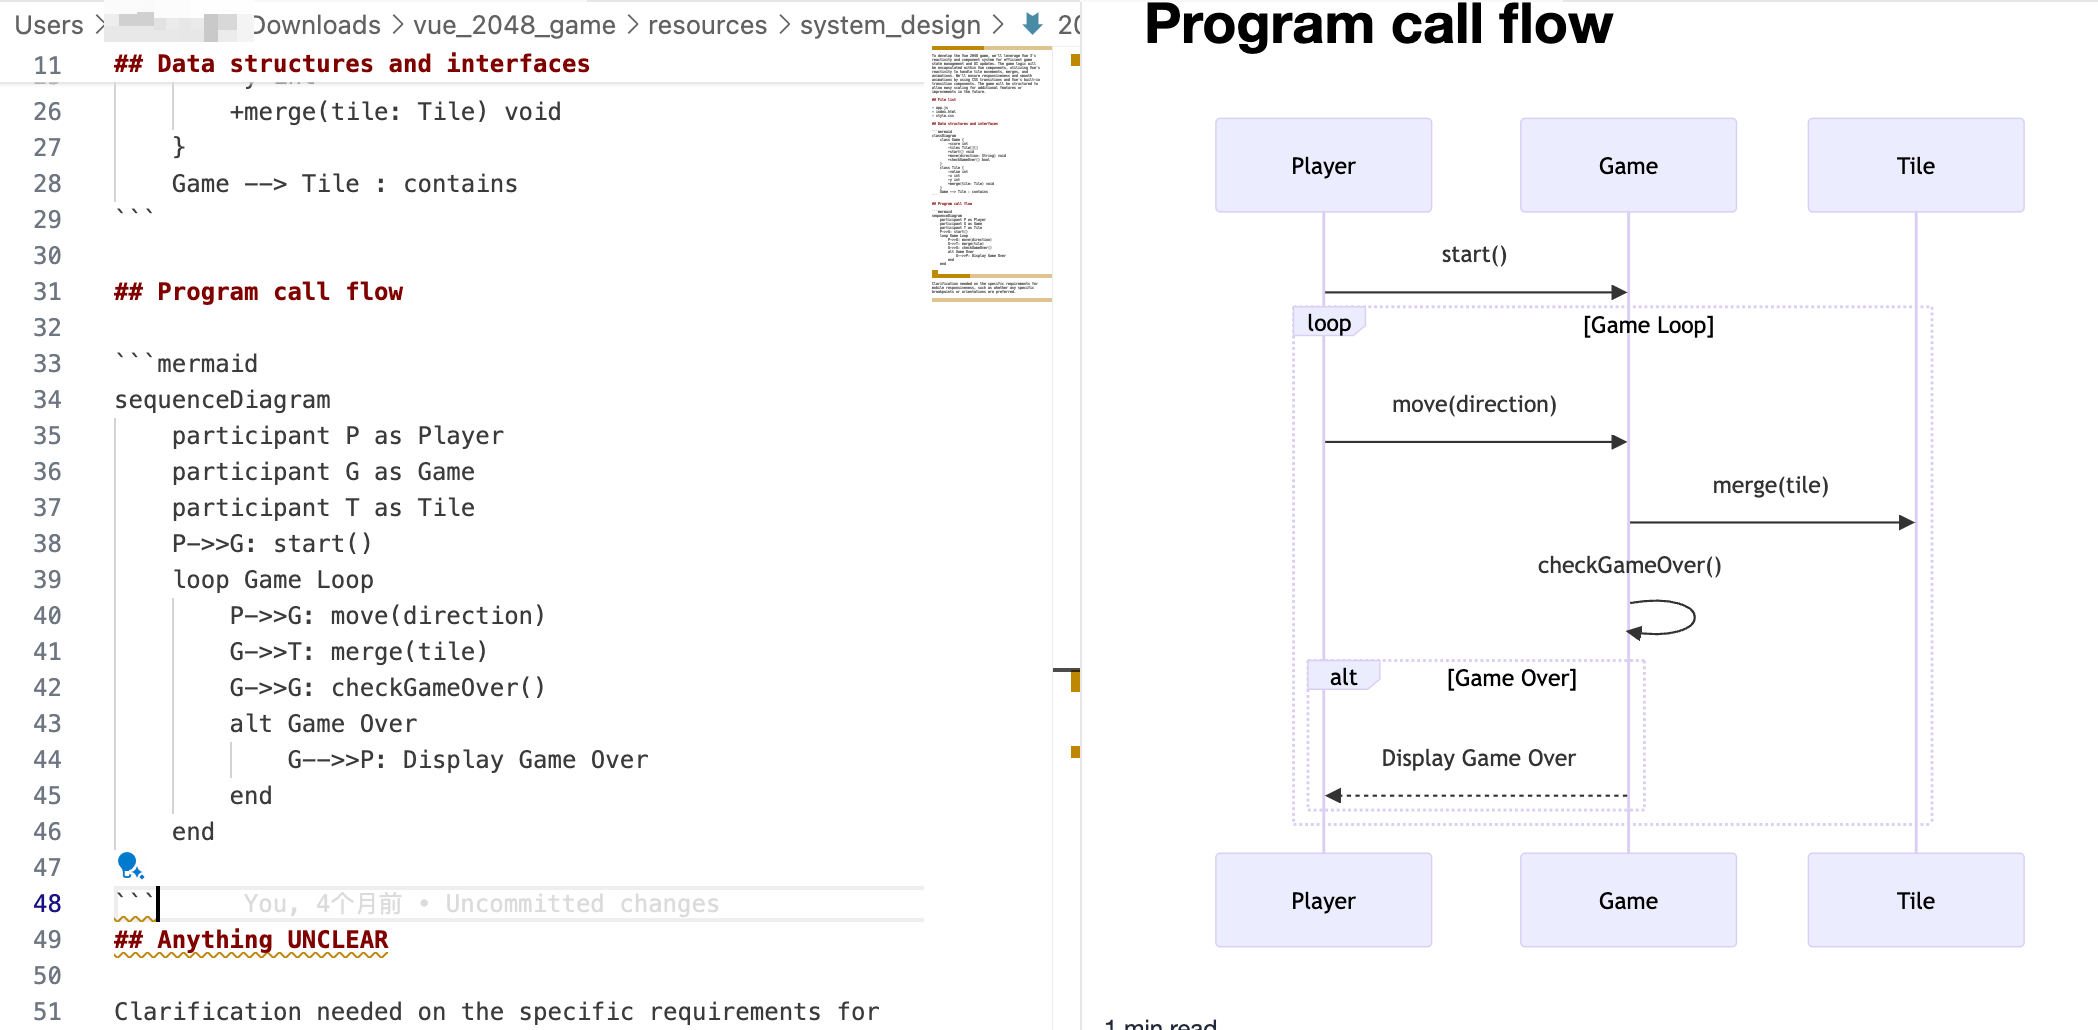 Users > Downloads > vue_2048_game > resources > system_design > 20
11 ## Data structures and interfaces
26 +merge(tile: Tile) void
27 }
28 Game --> Tile : contains
29 ```
30
31 ## Program call flow
32
33 ```mermaid
34 sequenceDiagram
35 participant P as Player
36 participant G as Game
37 participant T as Tile
38 P->>G: start()
39 loop Game Loop
40 P->>G: move(direction)
41 G->>T: merge(tile)
42 G->>G: checkGameOver()
43 alt Game Over
44 G-->>P: Display Game Over
45 end
46 end
47
48 ``` You, 4个月前 • Uncommitted changes
49 ## Anything UNCLEAR
50
51 Clarification needed on the specific requirements for
Program call flow
Player Game Tile
start()
loop [Game Loop]
move(direction)
merge(tile)
checkGameOver()
alt [Game Over]
Display Game Over
Player Game Tile
1 min read